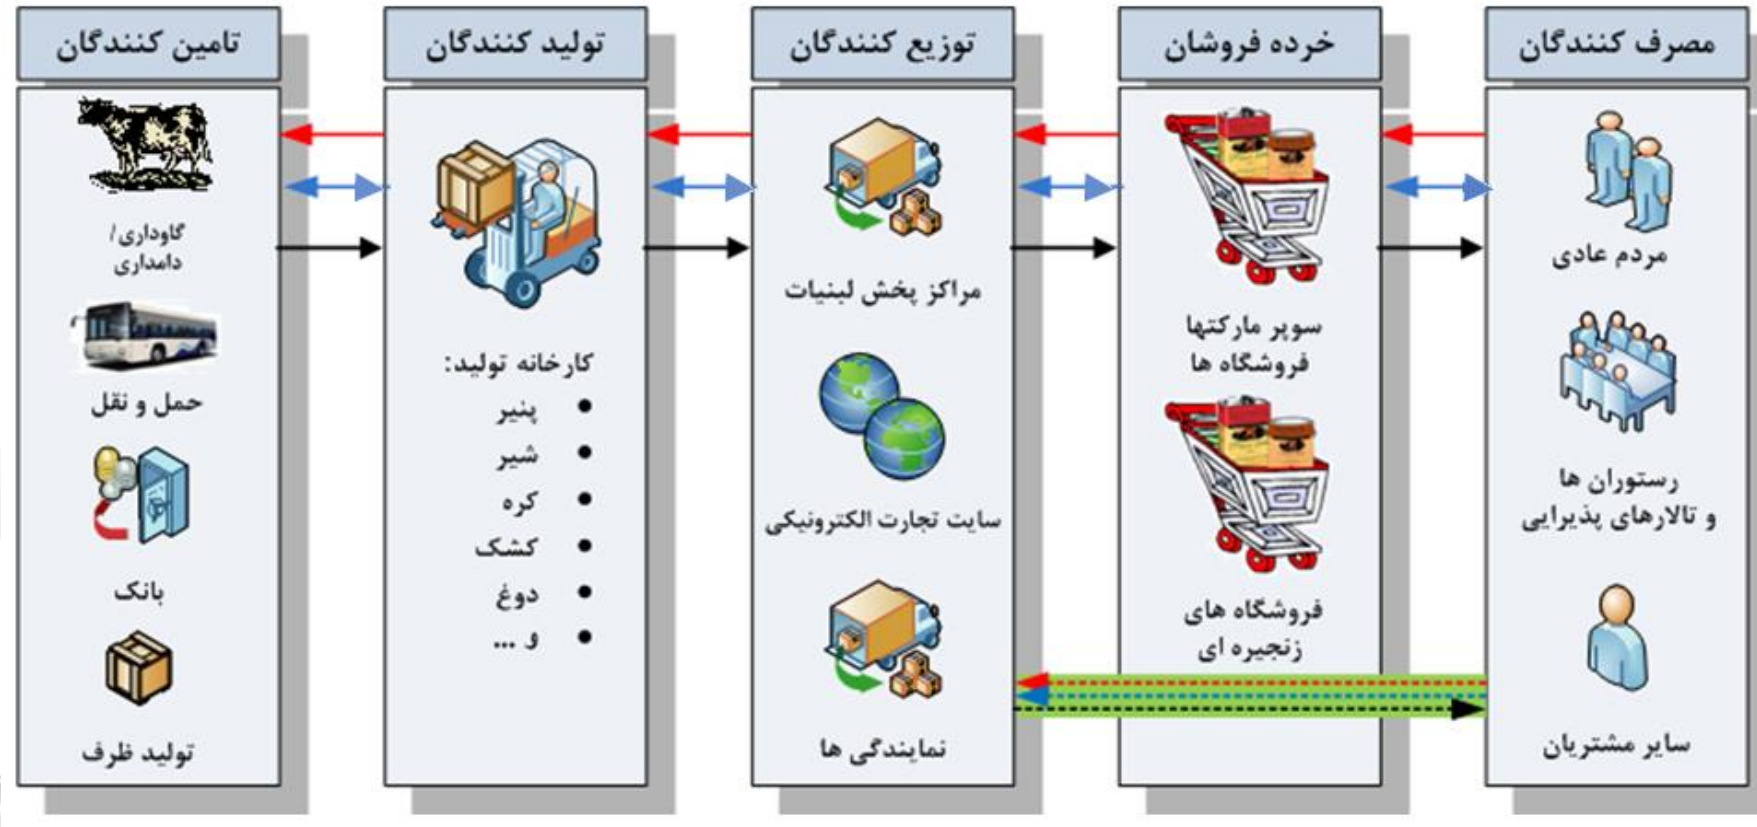 تامین کنندگان
گاوداری/
دامداری
حمل و نقل
بانک
تولید ظرف
تولید کنندگان
کارخانه تولید:
• پنیر
• شیر
• کره
• کشک
• دوغ
• و ...
توزیع کنندگان
مراکز پخش لبنیات
سایت تجارت الکترونیکی
نمایندگی ها
خرده فروشان
سوپر مارکتها
فروشگاه ها
فروشگاه های
زنجیره ای
مصرف کنندگان
مردم عادی
رستوران ها
و تالارهای پذیرایی
سایر مشتریان